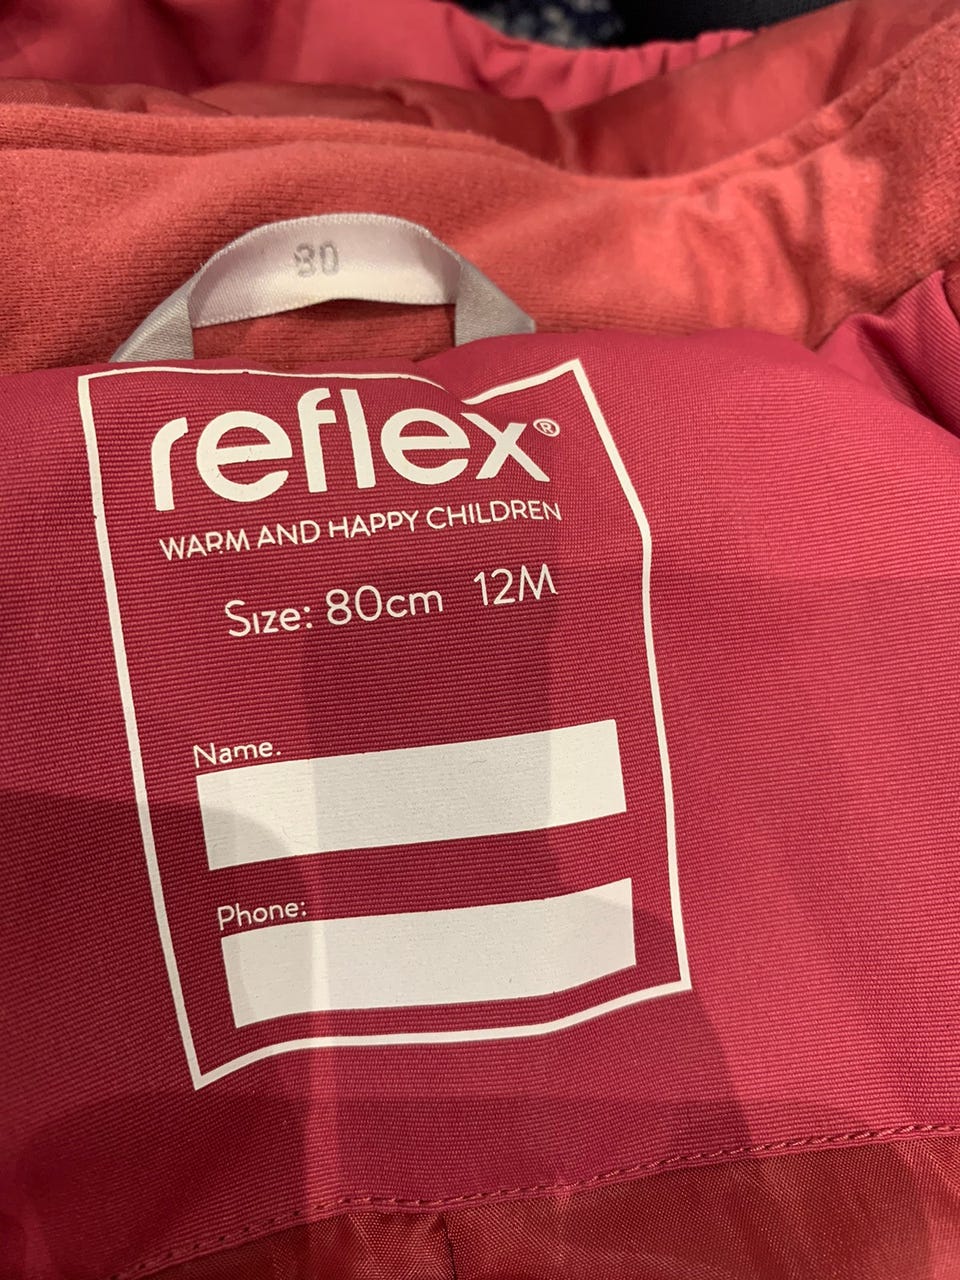 80
reflex®
WARM AND HAPPY CHILDREN
Size: 80cm 12M
Name:
Phone: